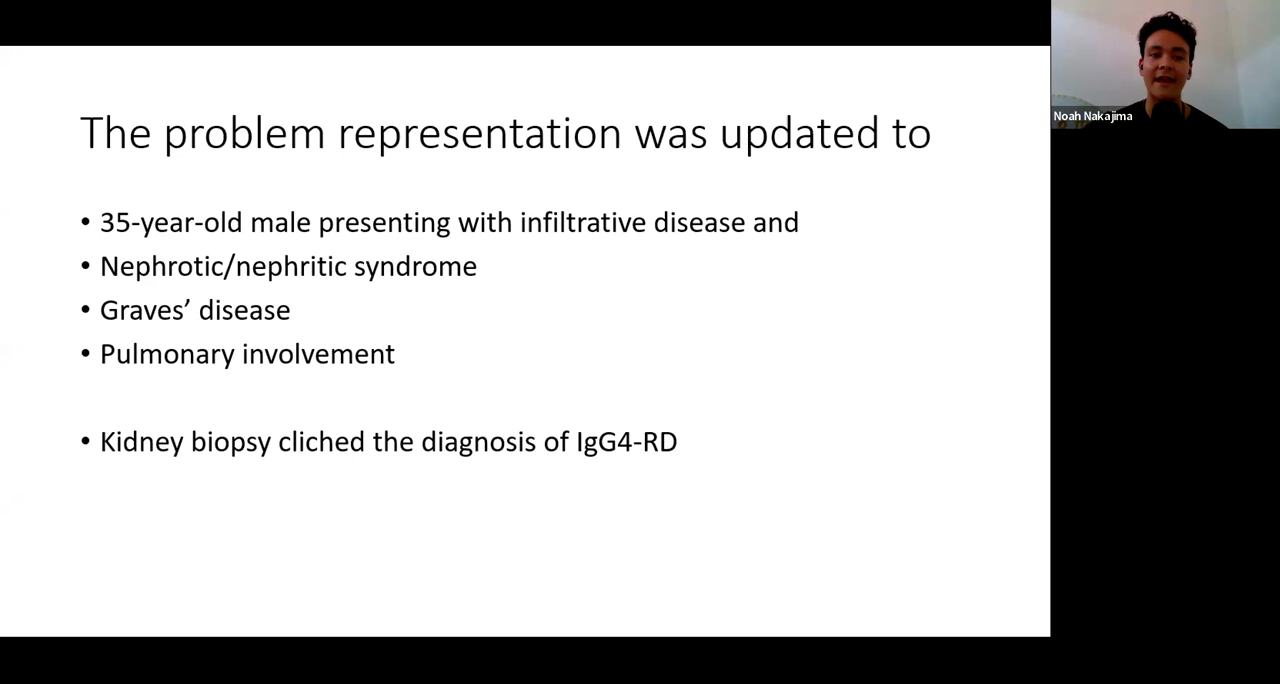 The problem representation was updated to
• 35-year-old male presenting with infiltrative disease and
• Nephrotic/nephritic syndrome
• Graves’ disease
• Pulmonary involvement
• Kidney biopsy cliched the diagnosis of IgG4-RD
Noah Nakajima